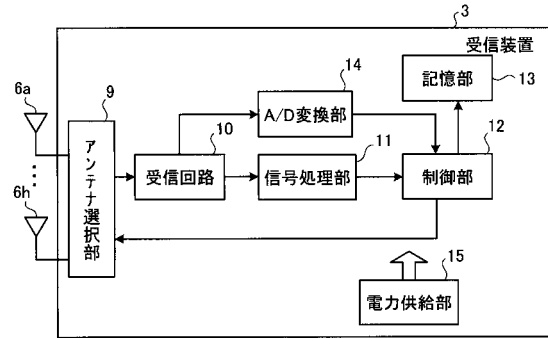 3
受信装置
6a
9
14
記憶部
13
A/D変換部
10
11
12
アンテナ選択部
受信回路
信号処理部
制御部
6h
15
電力供給部